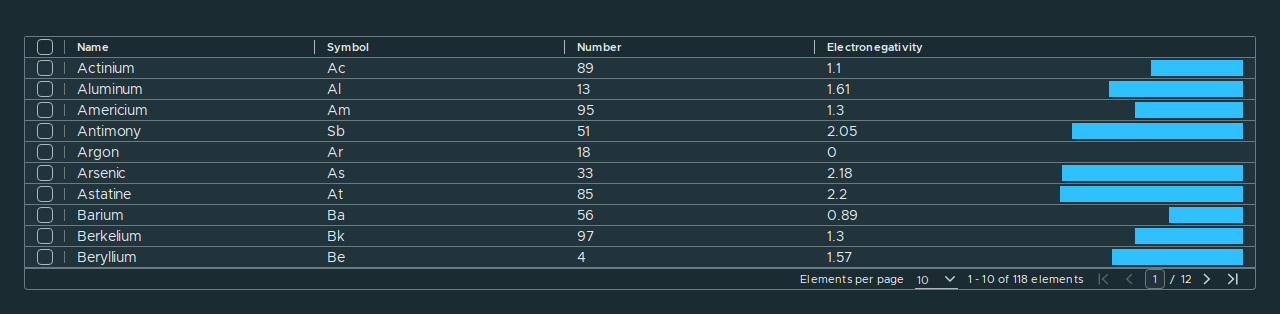 Name Symbol Number Electronegativity
Actinium Ac 89 1.1
Aluminum Al 13 1.61
Americium Am 95 1.3
Antimony Sb 51 2.05
Argon Ar 18 0
Arsenic As 33 2.18
Astatine At 85 2.2
Barium Ba 56 0.89
Berkelium Bk 97 1.3
Beryllium Be 4 1.57
Elements per page 10 1 - 10 of 118 elements 1 / 12